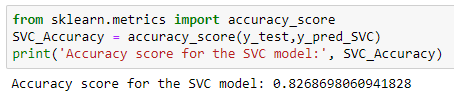 from sklearn.metrics import accuracy_score
SVC_Accuracy = accuracy_score(y_test,y_pred_SVC)
print('Accuracy score for the SVC model:', SVC_Accuracy)
Accuracy score for the SVC model: 0.8268698060941828